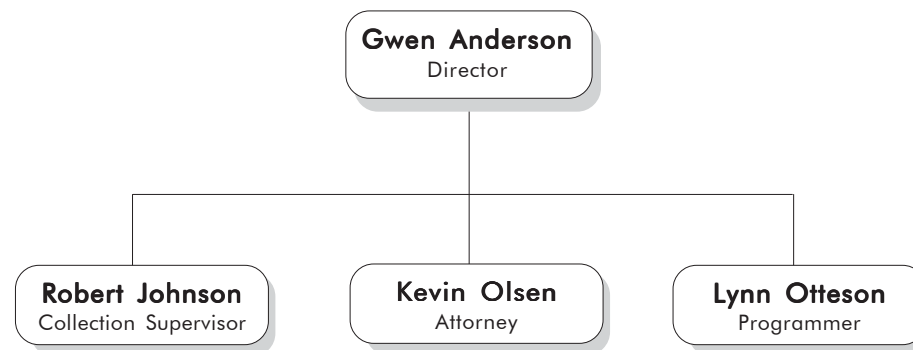 Gwen Anderson
Director
Robert Johnson
Collection Supervisor
Kevin Olsen
Attorney
Lynn Otteson
Programmer